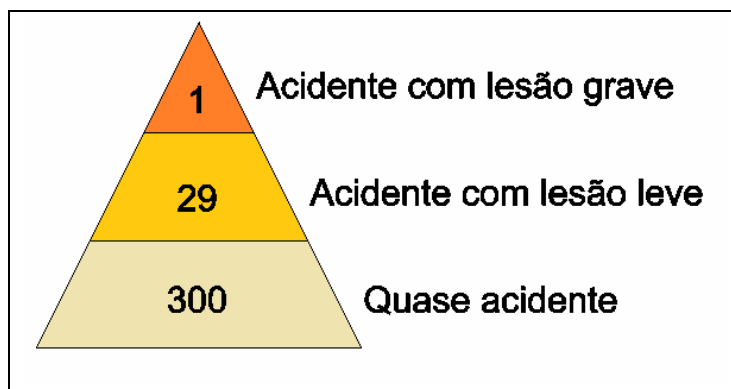 1 Acidente com lesão grave
29 Acidente com lesão leve
300 Quase acidente